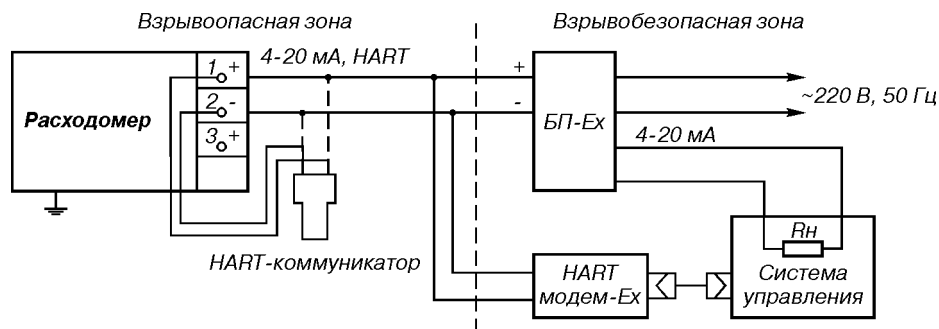 Взрывоопасная зона
Взрывобезопасная зона
4-20 мА, HART
1 +
2 -
3 +
Расходомер
+
-
БП-Ex
~220 В, 50 Гц
4-20 мА
HART-коммуникатор
HART
модем-Ex
Rн
Система
управления